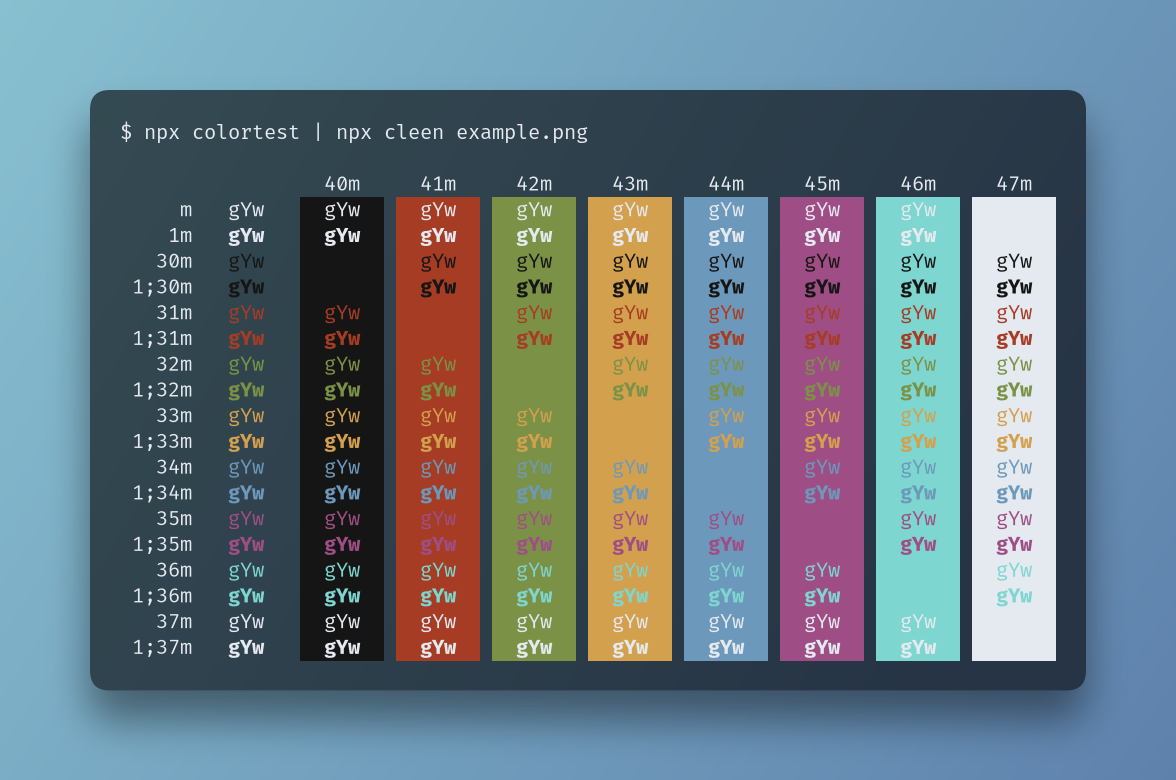 $ npx colortest | npx cleen example.png
40m 41m 42m 43m 44m 45m 46m 47m
m gYw gYw gYw gYw gYw gYw gYw gYw
1m gYw gYw gYw gYw gYw gYw gYw gYw
30m gYw gYw gYw gYw gYw gYw gYw gYw
1;30m gYw gYw gYw gYw gYw gYw gYw gYw
31m gYw gYw gYw gYw gYw gYw gYw gYw
1;31m gYw gYw gYw gYw gYw gYw gYw gYw
32m gYw gYw gYw gYw gYw gYw gYw gYw
1;32m gYw gYw gYw gYw gYw gYw gYw gYw
33m gYw gYw gYw gYw gYw gYw gYw gYw
1;33m gYw gYw gYw gYw gYw gYw gYw gYw
34m gYw gYw gYw gYw gYw gYw gYw gYw
1;34m gYw gYw gYw gYw gYw gYw gYw gYw
35m gYw gYw gYw gYw gYw gYw gYw gYw
1;35m gYw gYw gYw gYw gYw gYw gYw gYw
36m gYw gYw gYw gYw gYw gYw gYw gYw
1;36m gYw gYw gYw gYw gYw gYw gYw gYw
37m gYw gYw gYw gYw gYw gYw gYw gYw
1;37m gYw gYw gYw gYw gYw gYw gYw gYw